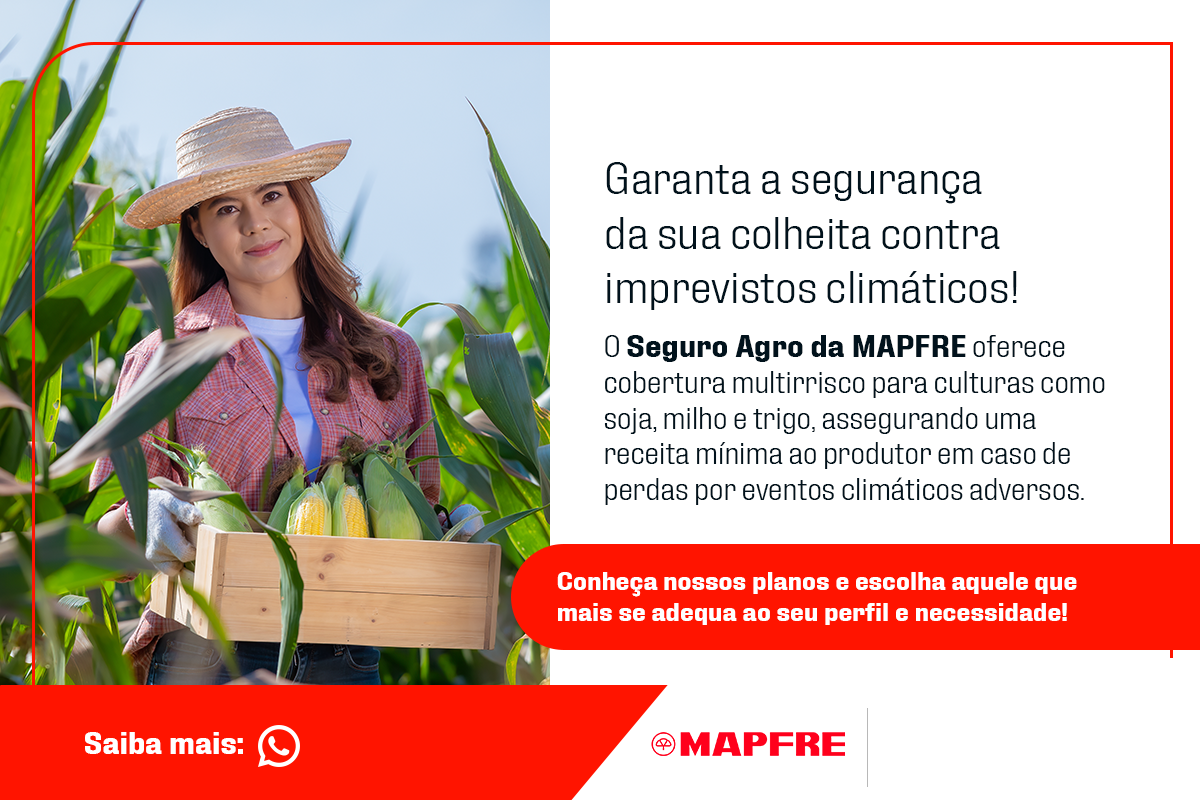 Garanta a segurança
da sua colheita contra
imprevistos climáticos!
O Seguro Agro da MAPFRE oferece
cobertura multirrisco para culturas como
soja, milho e trigo, assegurando uma
receita mínima ao produtor em caso de
perdas por eventos climáticos adversos.
Conheça nossos planos e escolha aquele que
mais se adequa ao seu perfil e necessidade!
Saiba mais:
MAPFRE